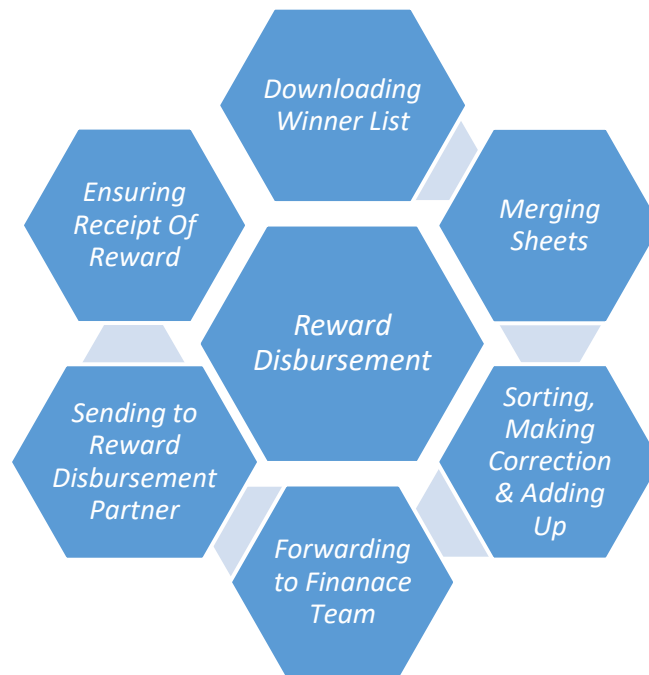 Downloading
Winner List
Merging
Sheets
Sorting,
Making
Correction
& Adding
Up
Forwarding
to Finanace
Team
Sending to
Reward
Disbursement
Partner
Ensuring
Receipt Of
Reward
Reward
Disbursement